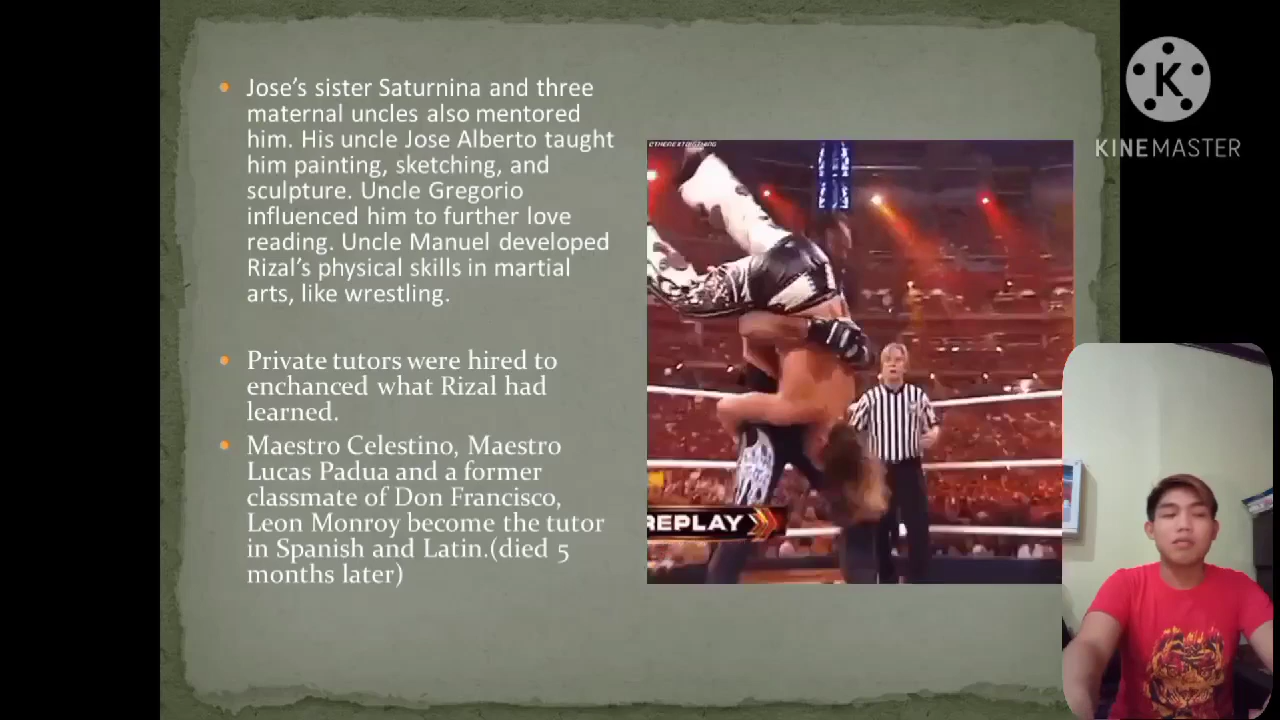 Jose's sister Saturnina and three
maternal uncles also mentored
him. His uncle Jose Alberto taught
him painting, sketching, and
sculpture. Uncle Gregorio
influenced him to further love
reading. Uncle Manuel developed
Rizal's physical skills in martial
arts, like wrestling.
Private tutors were hired to
enchanced what Rizal had
learned.
Maestro Celestino, Maestro
Lucas Padua and a former
classmate of Don Francisco,
Leon Monroy become the tutor
in Spanish and Latin.(died 5
months later)
REPLAY
K
KINEMASTER